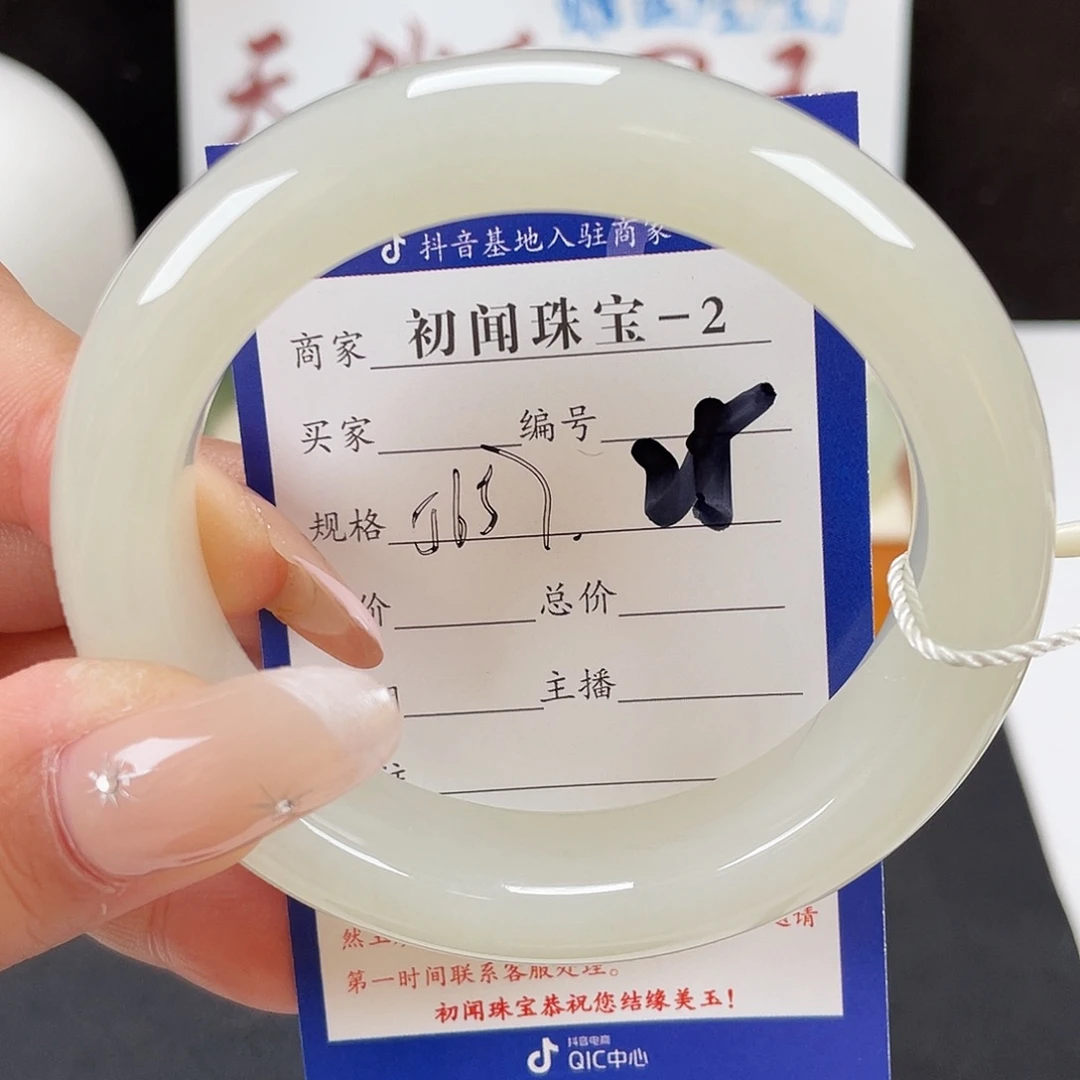 天
抖音基地入驻商家
商家 初闻珠宝-2
买家 编号
规格
价 总价
主播
第一时间联系客服处理。
初闻珠宝恭祝您结缘美玉!
抖音电商
QIC中心